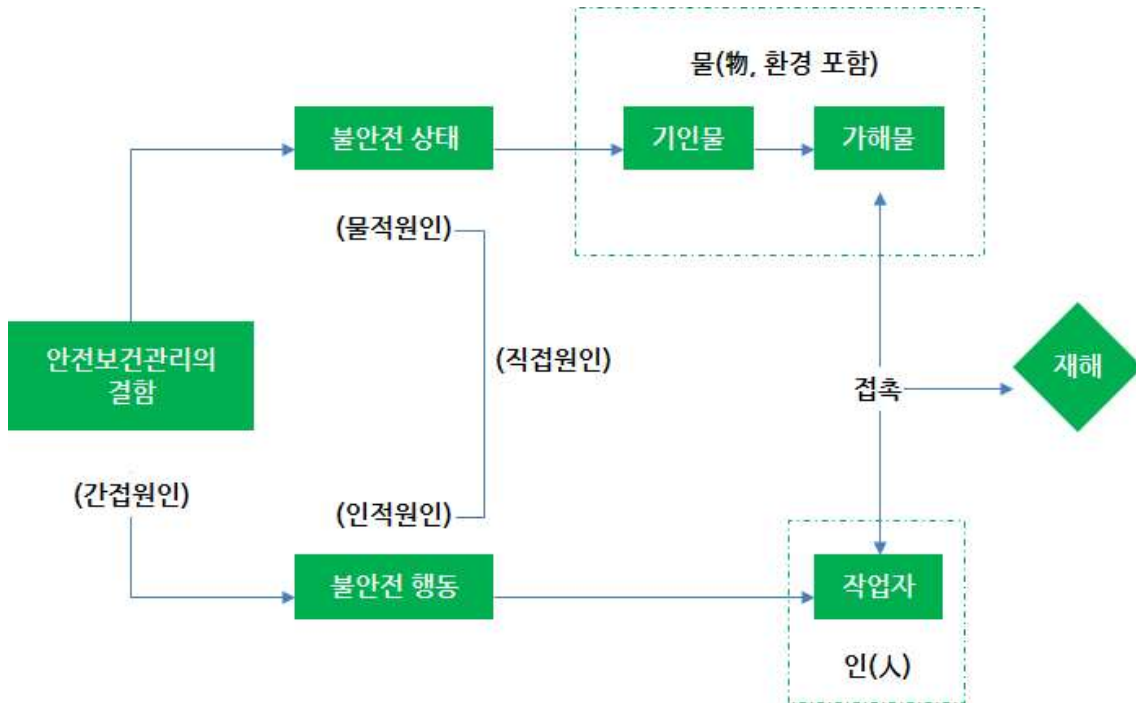 물(物, 환경 포함)
불안전 상태
기인물
가해물
(물적원인)
안전보건관리의
결함
(직접원인)
접촉
재해
(간접원인)
(인적원인)
불안전 행동
작업자
인(人)